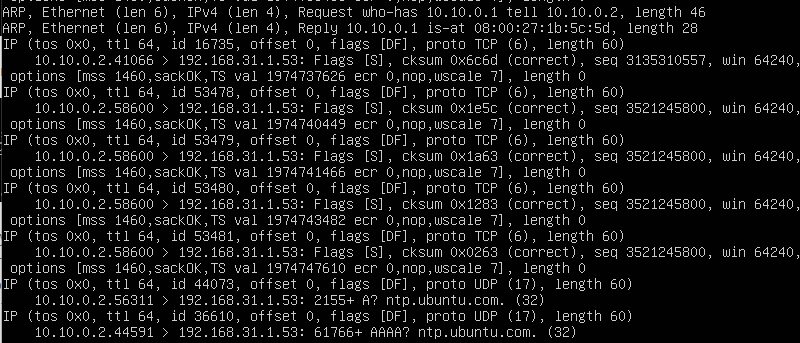 ARP, Ethernet (len 6), IPv4 (len 4), Request who-has 10.10.0.1 tell 10.10.0.2, length 46
ARP, Ethernet (len 6), IPv4 (len 4), Reply 10.10.0.1 is-at 08:00:27:1b:5c:5d, length 28
IP (tos 0x0, ttl 64, id 16735, offset 0, flags [DF], proto TCP (6), length 60)
10.10.0.2.41066 > 192.168.31.1.53: Flags [S], cksum 0x6c6d (correct), seq 3135310557, win 64240,
options [mss 1460,sackOK,TS val 1974737626 ecr 0,nop,wscale 7], length 0
IP (tos 0x0, ttl 64, id 53478, offset 0, flags [DF], proto TCP (6), length 60)
10.10.0.2.58600 > 192.168.31.1.53: Flags [S], cksum 0x1e5c (correct), seq 3521245800, win 64240,
options [mss 1460,sackOK,TS val 1974740449 ecr 0,nop,wscale 7], length 0
IP (tos 0x0, ttl 64, id 53479, offset 0, flags [DF], proto TCP (6), length 60)
10.10.0.2.58600 > 192.168.31.1.53: Flags [S], cksum 0x1a63 (correct), seq 3521245800, win 64240,
options [mss 1460,sackOK,TS val 1974741466 ecr 0,nop,wscale 7], length 0
IP (tos 0x0, ttl 64, id 53480, offset 0, flags [DF], proto TCP (6), length 60)
10.10.0.2.58600 > 192.168.31.1.53: Flags [S], cksum 0x1283 (correct), seq 3521245800, win 64240,
options [mss 1460,sackOK,TS val 1974743482 ecr 0,nop,wscale 7], length 0
IP (tos 0x0, ttl 64, id 53481, offset 0, flags [DF], proto TCP (6), length 60)
10.10.0.2.58600 > 192.168.31.1.53: Flags [S], cksum 0x0263 (correct), seq 3521245800, win 64240,
options [mss 1460,sackOK,TS val 1974747610 ecr 0,nop,wscale 7], length 0
IP (tos 0x0, ttl 64, id 44073, offset 0, flags [DF], proto UDP (17), length 60)
10.10.0.2.56311 > 192.168.31.1.53: 2155+ A? ntp.ubuntu.com. (32)
IP (tos 0x0, ttl 64, id 36610, offset 0, flags [DF], proto UDP (17), length 60)
10.10.0.2.44591 > 192.168.31.1.53: 61766+ AAAA? ntp.ubuntu.com. (32)